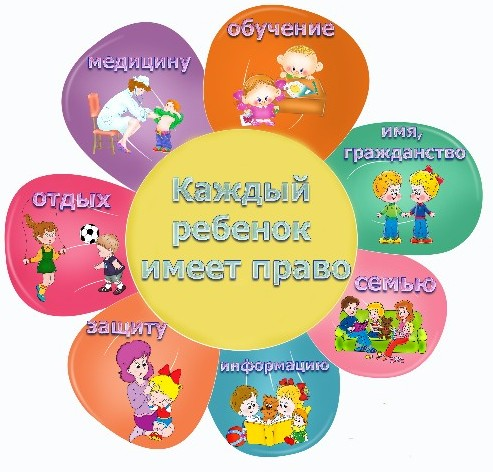 Каждый
ребенок
имеет право
обучение
имя,
гражданство
семью
информацию
защиту
отдых
медицину